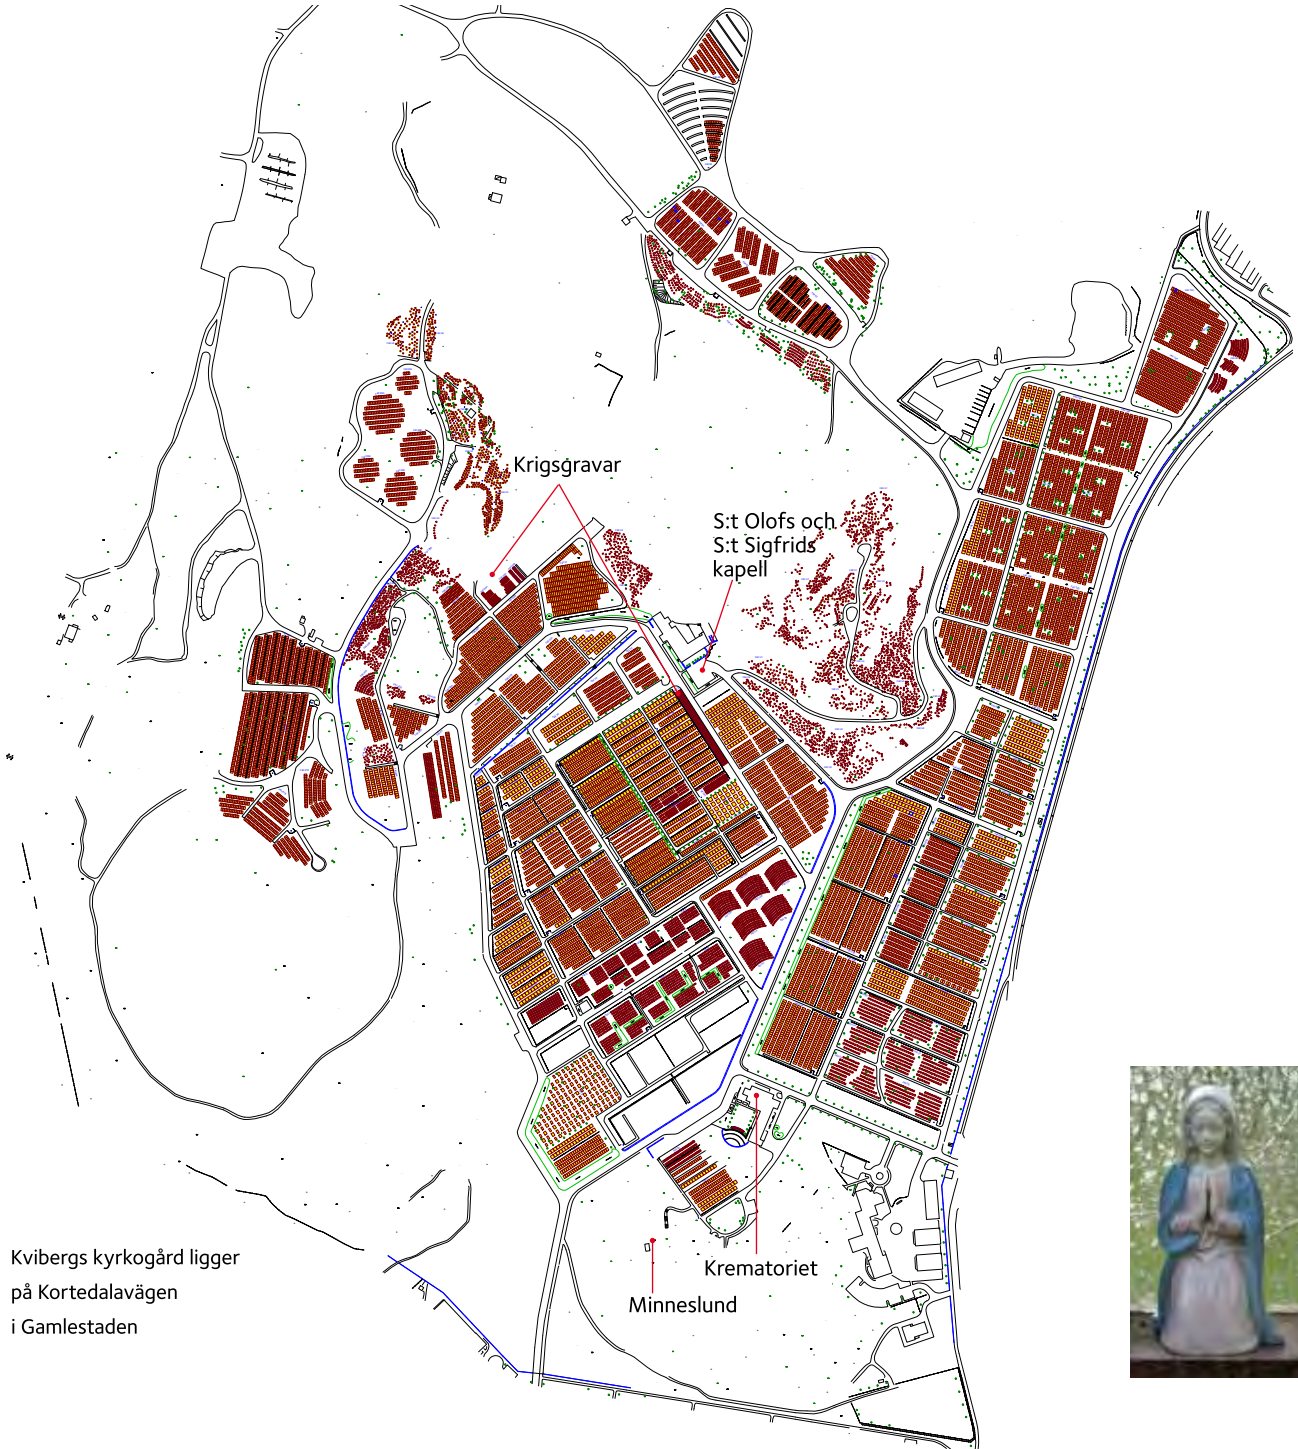 Krigsgravar
S:t Olofs och
S:t Sigfrids
kapell
Krematoriet
Minneslund
Kvibergs kyrkogård ligger
på Kortedalavägen
i Gamlestaden